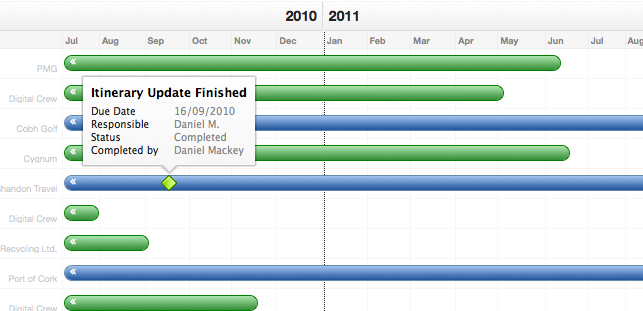 2010 2011
Jul Aug Sep Oct Nov Dec Jan Feb Mar Apr May Jun Jul Aug
« PMG
« Digital Crew
Itinerary Update Finished
Due Date 16/09/2010
Responsible Daniel M.
Status Completed
Completed by Daniel Mackey
« Cobh Golf
« Cygnum
« Shandon Travel
« Digital Crew
« Recycling Ltd.
« Port of Cork
« Digital Crew